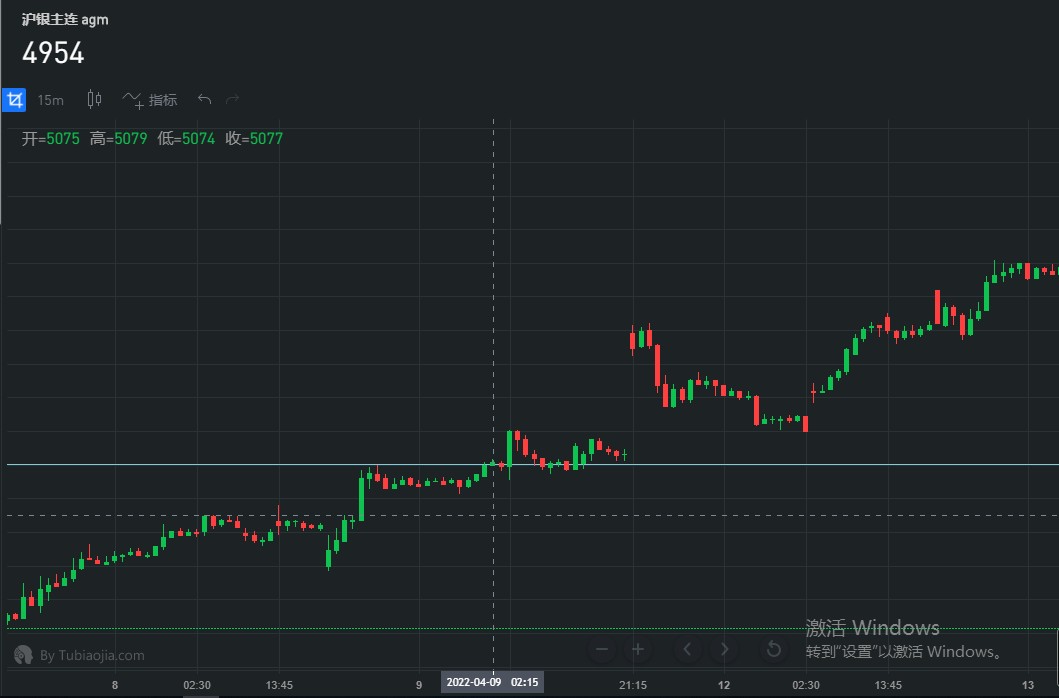 沪银主连 agm
4954
15m 指标
开=5075 高=5079 低=5074 收=5077
激活 Windows
转到“设置”以激活 Windows。
By Tubiaojia.com
8 02:30 13:45 9 2022-04-09 02:15 21:15 12 02:30 13:45 13